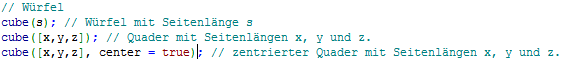 // Würfel
cube(s); // Würfel mit Seitenlänge s
cube([x,y,z]); // Quader mit Seitenlängen x, y und z.
cube([x,y,z], center = true); // zentrierter Quader mit Seitenlängen x, y und z.